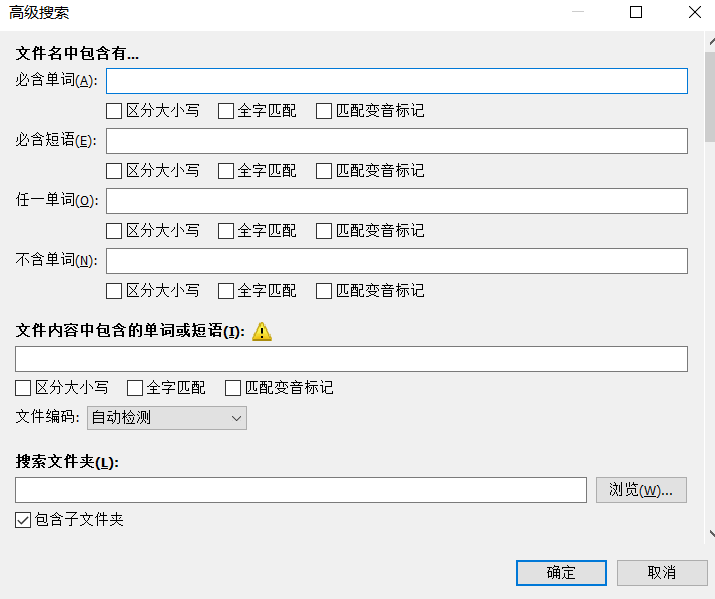 高级搜索
文件名中包含有...
必含单词(A):
区分大小写 全字匹配 匹配变音标记
必含短语(E):
区分大小写 全字匹配 匹配变音标记
任一单词(O):
区分大小写 全字匹配 匹配变音标记
不含单词(N):
区分大小写 全字匹配 匹配变音标记
文件内容中包含的单词或短语(I):
区分大小写 全字匹配 匹配变音标记
文件编码: 自动检测
搜索文件夹(L):
浏览(W)...
包含子文件夹
确定 取消